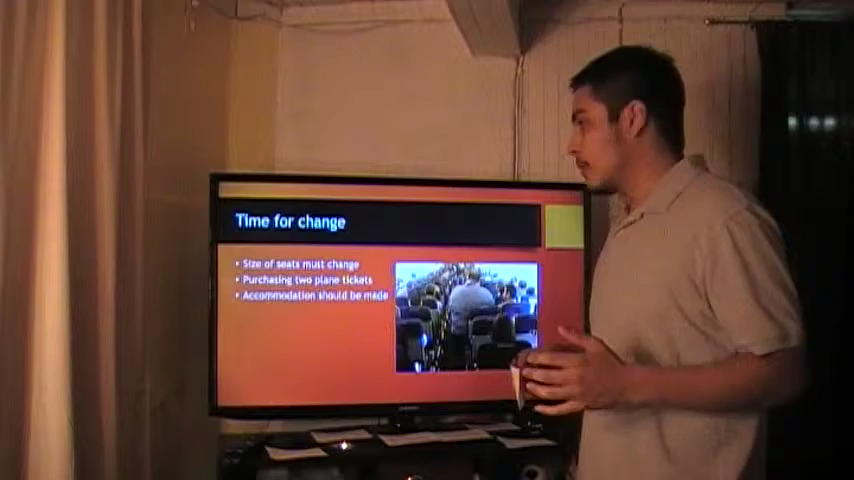 Time for change
• Size of seats must change
• Purchasing two plane tickets
• Accommodation should be made